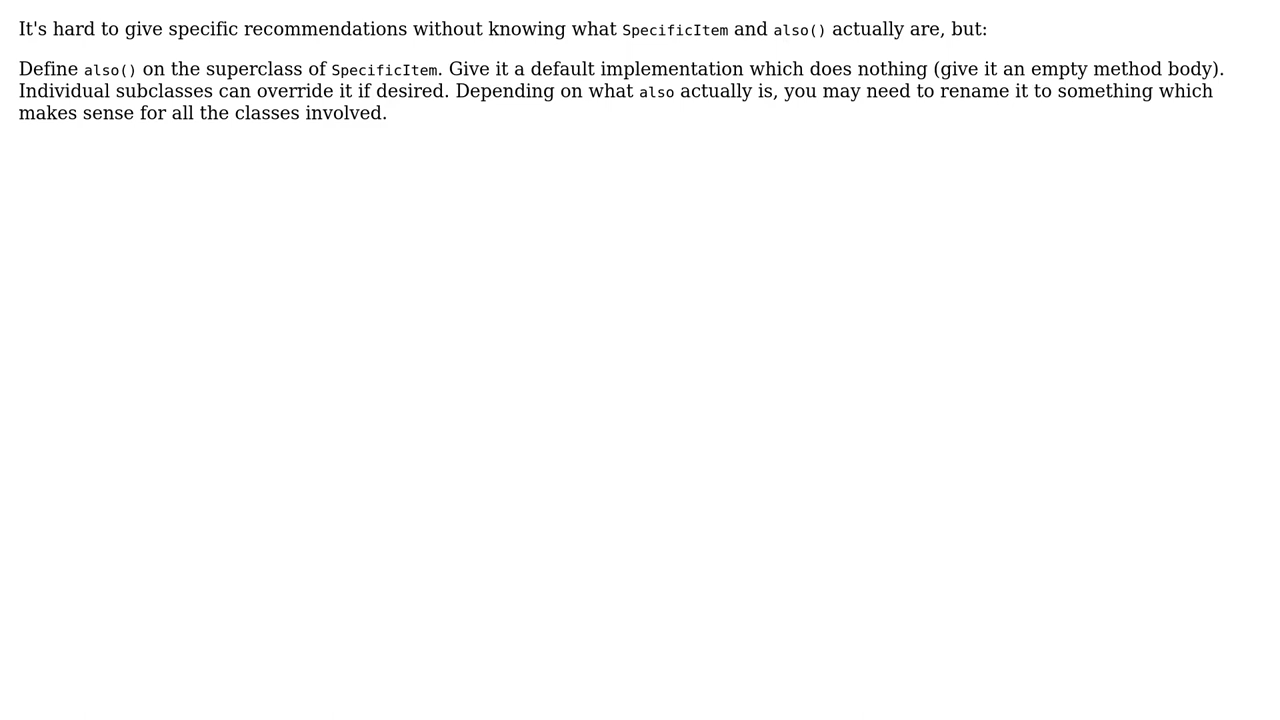 It's hard to give specific recommendations without knowing what SpecificItem and also() actually are, but:
Define also() on the superclass of SpecificItem. Give it a default implementation which does nothing (give it an empty method body).
Individual subclasses can override it if desired. Depending on what also actually is, you may need to rename it to something which
makes sense for all the classes involved.